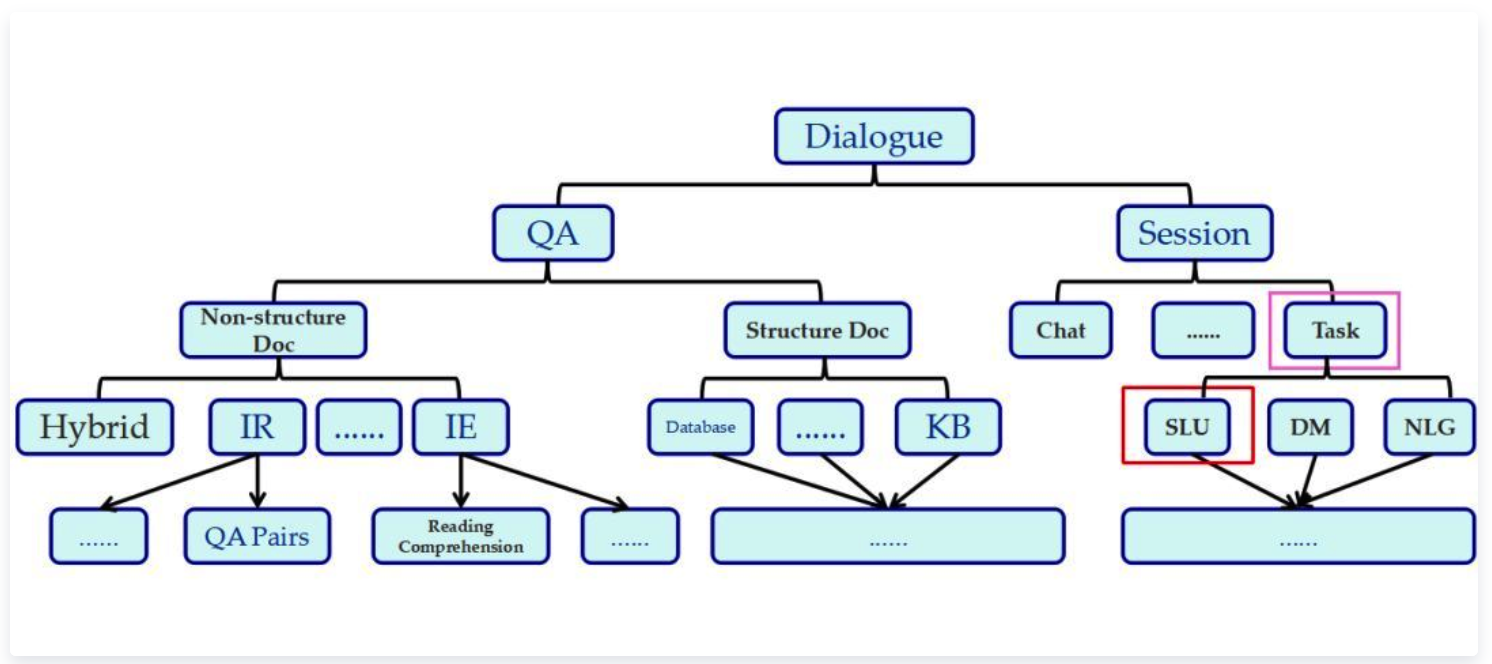 Dialogue
QA
Session
Non-structure
Doc
Structure Doc
Chat
......
Task
Hybrid
IR
......
IE
Database
......
KB
SLU
DM
NLG
......
QA Pairs
Reading
Comprehension
......
......
......